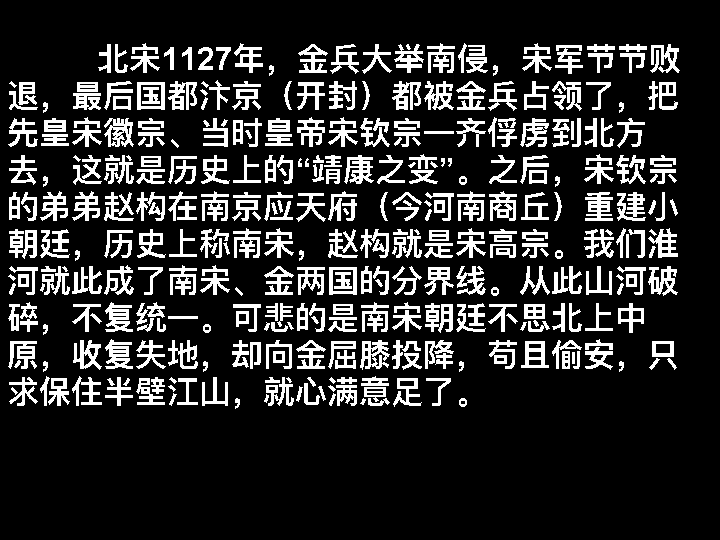 北宋1127年，金兵大举南侵，宋军节节败
退，最后国都汴京（开封）都被金兵占领了，把
先皇宋徽宗、当时皇帝宋钦宗一齐俘虏到北方
去，这就是历史上的“靖康之变”。之后，宋钦宗
的弟弟赵构在南京应天府（今河南商丘）重建小
朝廷，历史上称南宋，赵构就是宋高宗。我们淮
河就此成了南宋、金两国的分界线。从此山河破
碎，不复统一。可悲的是南宋朝廷不思北上中
原，收复失地，却向金屈膝投降，苟且偷安，只
求保住半壁江山，就心满意足了。